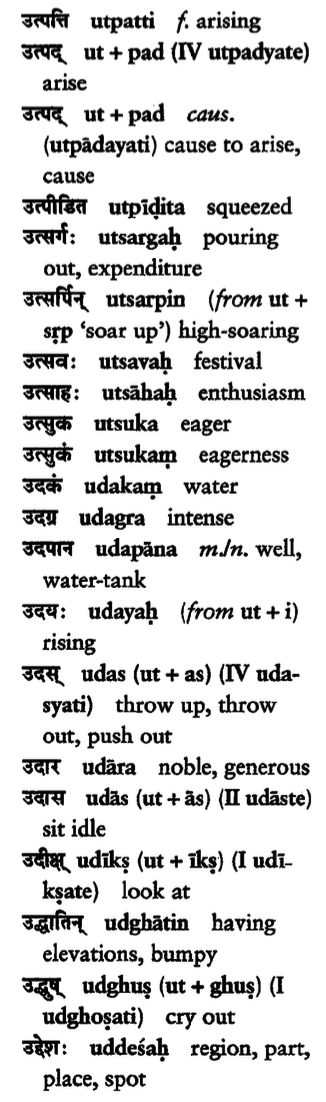 उत्पत्ति utpatti f. arising
उत्पद् ut + pad (IV utpadyate)
arise
उत्पद् ut + pad caus.
(utpādayati) cause to arise,
cause
उत्पीडित utpīḍita squeezed
उत्सर्गः utsargaḥ pouring
out, expenditure
उत्सर्पिन् utsarpin (from ut +
sṛp ‘soar up’) high-soaring
उत्सवः utsavaḥ festival
उत्साहः utsāhaḥ enthusiasm
उत्सुक utsuka eager
उत्सुकं utsukaṃ eagerness
उदकं udakaṃ water
उदग्र udagra intense
उदपान udapāna m./n. well,
water-tank
उदयः udayaḥ (from ut + i)
rising
उदस् udas (ut + as) (IV uda-
syati) throw up, throw
out, push out
उदार udāra noble, generous
उदास udās (ut + ās) (II udāste)
sit idle
उदीक्ष् udīkṣ (ut + īkṣ) (I udī-
kṣate) look at
उद्घातिन् udghātin having
elevations, bumpy
उद्घुष् udghuṣ (ut + ghuṣ) (I
udghoṣati) cry out
उद्देशः uddeśaḥ region, part,
place, spot